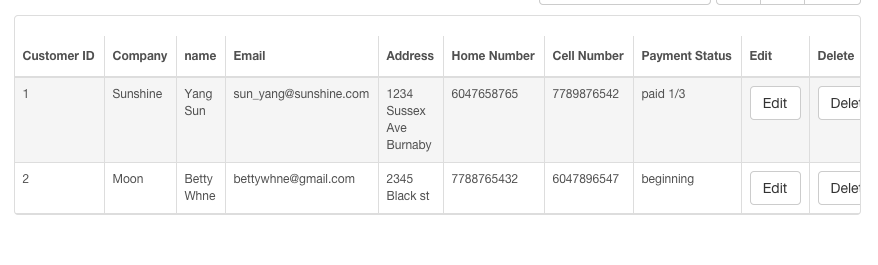 Customer ID Company name Email Address Home Number Cell Number Payment Status Edit Delete
1 Sunshine Yang sun_yang@sunshine.com 1234 6047658765 7789876542 paid 1/3 Edit Delet
Sun Sussex
Ave
Burnaby
2 Moon Betty bettywhne@gmail.com 2345 7788765432 6047896547 beginning Edit Delet
Whne Black st